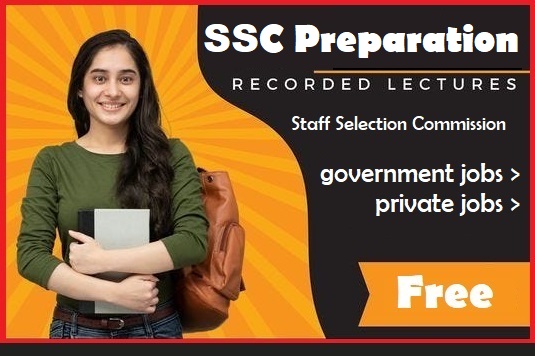 SSC Preparation
RECORDED LECTURES
Staff Selection Commission
government jobs >
private jobs >
Free